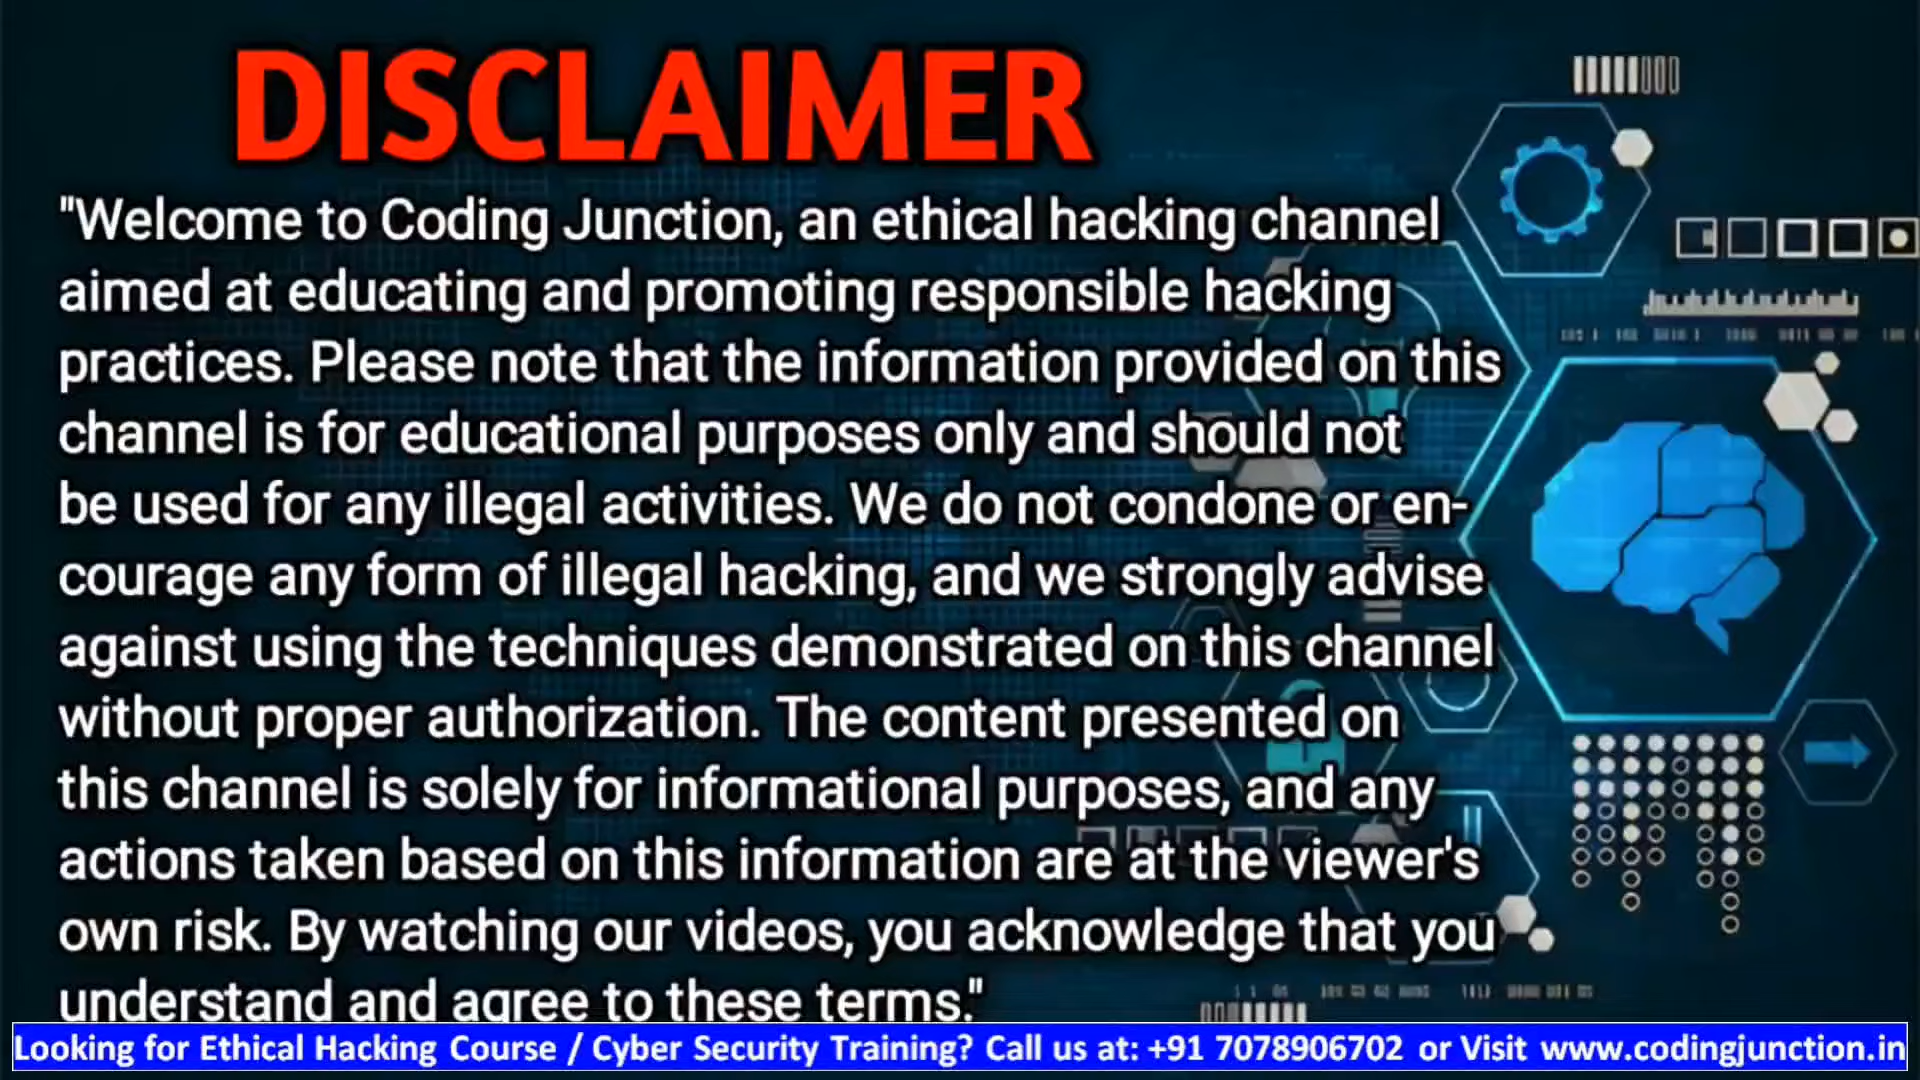 DISCLAIMER
"Welcome to Coding Junction, an ethical hacking channel
aimed at educating and promoting responsible hacking
practices. Please note that the information provided on this
channel is for educational purposes only and should not
be used for any illegal activities. We do not condone or en-
courage any form of illegal hacking, and we strongly advise
against using the techniques demonstrated on this channel
without proper authorization. The content presented on
this channel is solely for informational purposes, and any
actions taken based on this information are at the viewer's
own risk. By watching our videos, you acknowledge that you
understand and agree to these terms."
Looking for Ethical Hacking Course / Cyber Security Training? Call us at: +91 7078906702 or Visit www.codingjunction.in